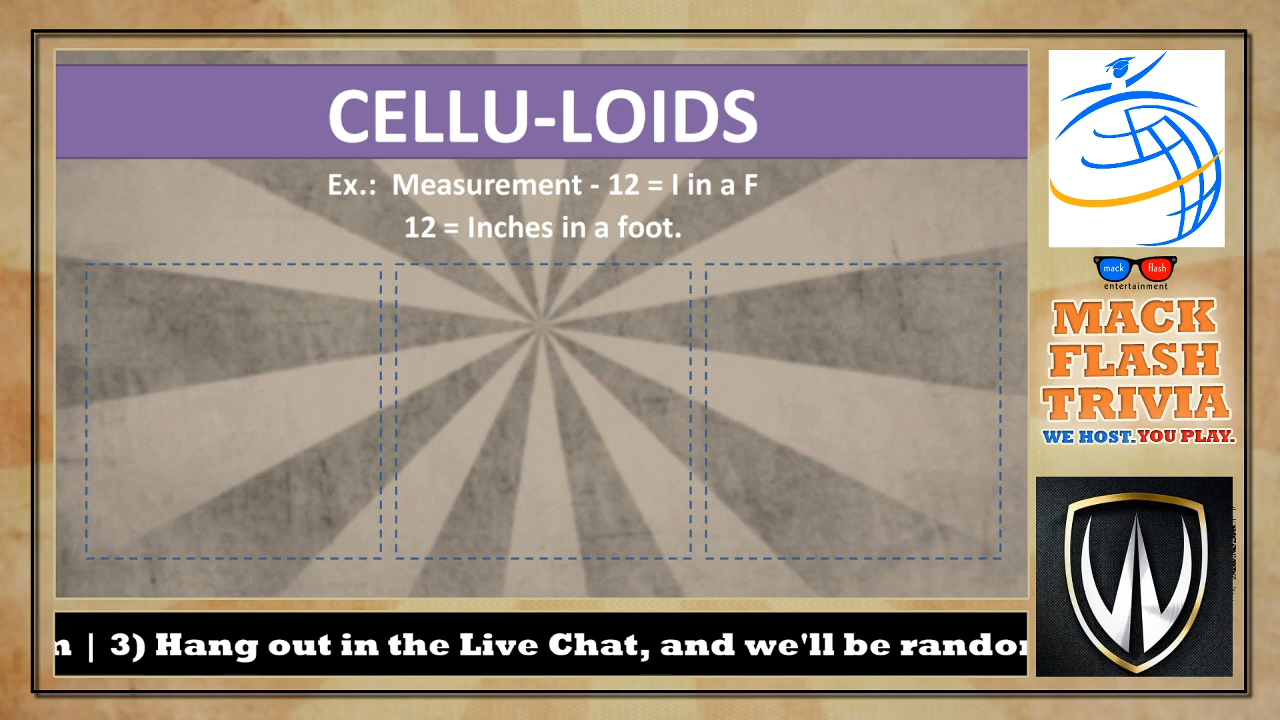 CELLU-LOIDS
Ex.: Measurement - 12 = I in a F
12 = Inches in a foot.
mack flash
entertainment
MACK
FLASH
TRIVIA
WE HOST. YOU PLAY.
| 3) Hang out in the Live Chat, and we'll be